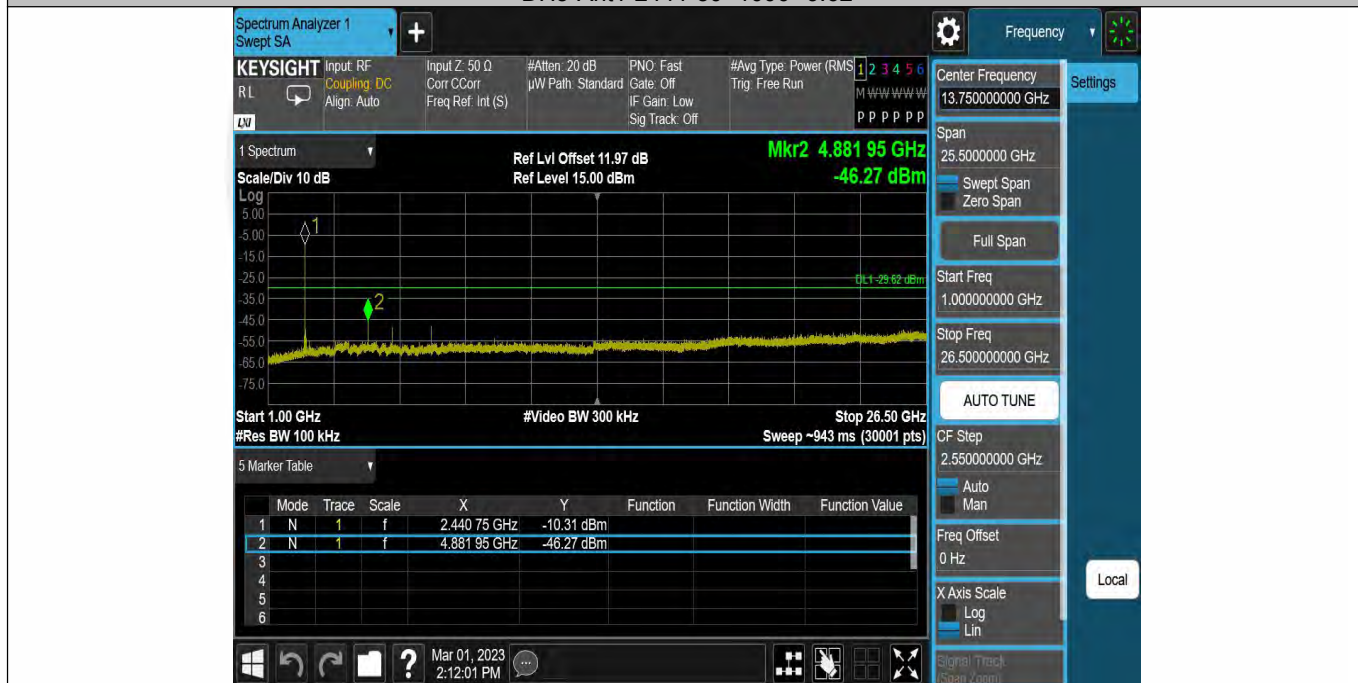 Spectrum Analyzer 1
Swept SA
+
Frequency
KEYSIGHT
RL
LXI
Input: RF
Coupling: DC
Align: Auto
Input Z: 50 Ω
Corr CCorr
Freq Ref: Int (S)
#Atten: 20 dB
µW Path: Standard
PNO: Fast
Gate: Off
IF Gain: Low
Sig Track: Off
#Avg Type: Power (RMS
Trig: Free Run
1 2 3 4 5 6
M W W W W W
P P P P P P
Center Frequency
13.750000000 GHz
Settings
Span
25.5000000 GHz
Swept Span
Zero Span
Full Span
Start Freq
1.000000000 GHz
Stop Freq
26.500000000 GHz
AUTO TUNE
CF Step
2.550000000 GHz
Auto
Man
Freq Offset
0 Hz
X Axis Scale
Log
Lin
Signal Track
(Span Zoom)
Local
1 Spectrum
Scale/Div 10 dB
Ref Lvl Offset 11.97 dB
Ref Level 15.00 dBm
Mkr2 4.881 95 GHz
-46.27 dBm
Log
5.00
-5.00
-15.0
-25.0
-35.0
-45.0
-55.0
-65.0
-75.0
1
2
DL1 -29.62 dBm
Start 1.00 GHz
#Video BW 300 kHz
Stop 26.50 GHz
#Res BW 100 kHz
Sweep ~943 ms (30001 pts)
5 Marker Table
Mode Trace Scale X Y Function Function Width Function Value
1 N 1 f 2.440 75 GHz -10.31 dBm
2 N 1 f 4.881 95 GHz -46.27 dBm
3
4
5
6
?
Mar 01, 2023
2:12:01 PM